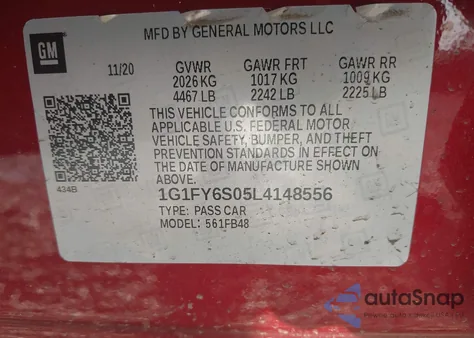 GM
MFD BY GENERAL MOTORS LLC
11/20 GVWR GAWR FRT GAWR RR
2026 KG 1017 KG 1009 KG
4467 LB 2242 LB 2225 LB
THIS VEHICLE CONFORMS TO ALL
APPLICABLE U.S. FEDERAL MOTOR
VEHICLE SAFETY, BUMPER, AND THEFT
PREVENTION STANDARDS IN EFFECT ON
THE DATE OF MANUFACTURE SHOWN
ABOVE.
434B
1G1FY6S05L4148556
TYPE: PASS CAR
MODEL: 561FB48
autoSnap